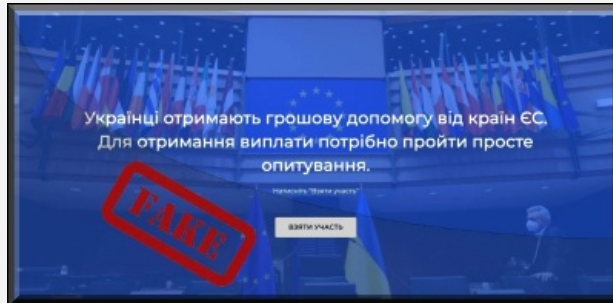 Українці отримають грошову допомогу від країн ЄС.
Для отримання виплати потрібно пройти просте
опитування.
Натисніть "Взяти участь"
ВЗЯТИ УЧАСТЬ
FAKE